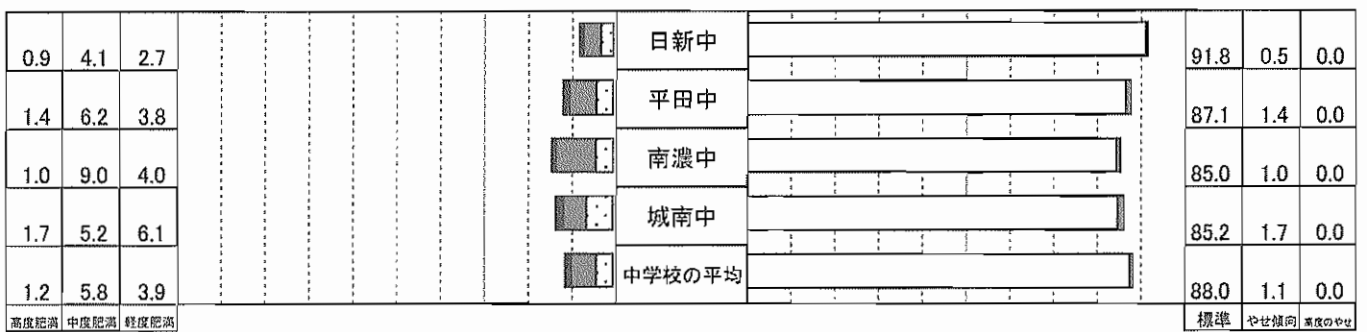 0.9 4.1 2.7 日新中 91.8 0.5 0.0
1.4 6.2 3.8 平田中 87.1 1.4 0.0
1.0 9.0 4.0 南濃中 85.0 1.0 0.0
1.7 5.2 6.1 城南中 85.2 1.7 0.0
1.2 5.8 3.9 中学校の平均 88.0 1.1 0.0
高度肥満 中度肥満 軽度肥満 標準 やせ傾向 高度のやせ